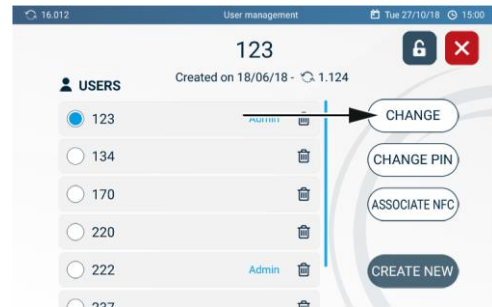 16.012 User management Tue 27/10/18 15:00
123
Created on 18/06/18 - 1.124
USERS
123 Admin
CHANGE
134
CHANGE PIN
170
ASSOCIATE NFC
220
222 Admin
CREATE NEW
237